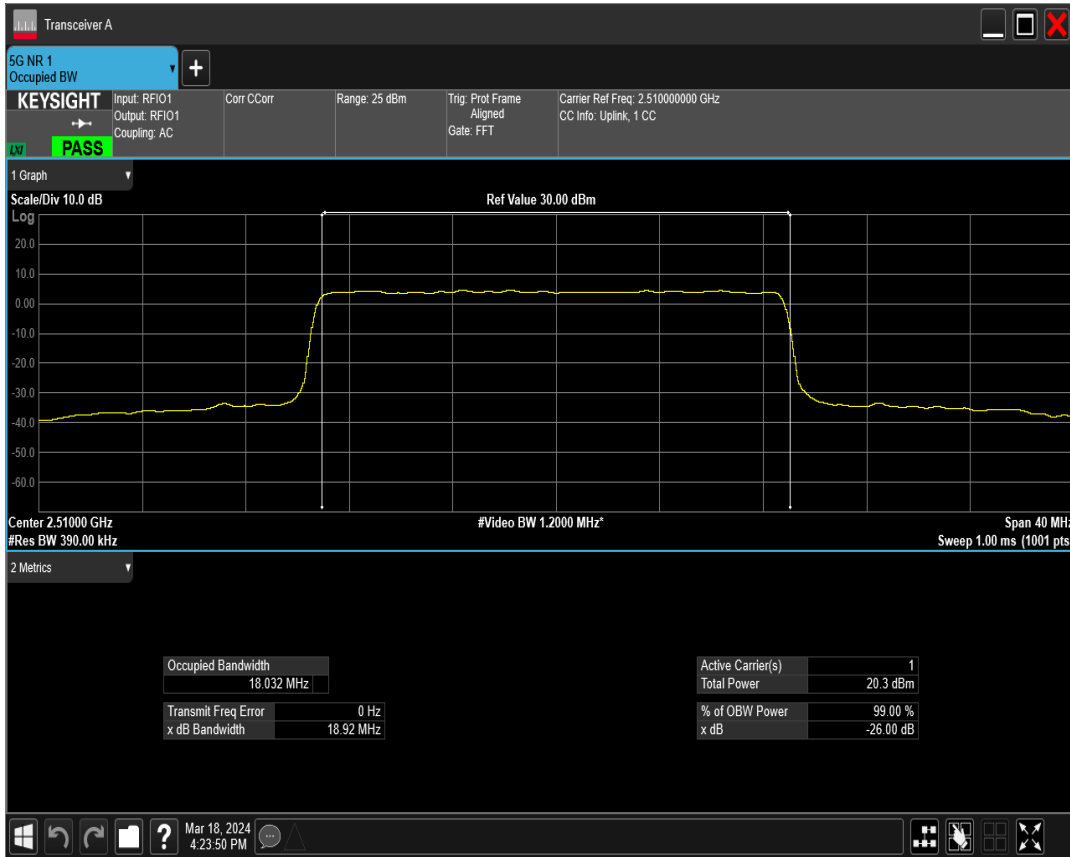 Transceiver A
5G NR 1
Occupied BW
KEYSIGHT
LXI
PASS
Input: RFIO1
Output: RFIO1
Coupling: AC
Corr CCorr
Range: 25 dBm
Trig: Prot Frame
Aligned
Gate: FFT
Carrier Ref Freq: 2.510000000 GHz
CC Info: Uplink, 1 CC
1 Graph
Scale/Div 10.0 dB
Ref Value 30.00 dBm
Log
20.0
10.0
0.00
-10.0
-20.0
-30.0
-40.0
-50.0
-60.0
Center 2.51000 GHz
#Video BW 1.2000 MHz*
Span 40 MHz
#Res BW 390.00 kHz
Sweep 1.00 ms (1001 pts
2 Metrics
Occupied Bandwidth
18.032 MHz
Transmit Freq Error 0 Hz
x dB Bandwidth 18.92 MHz
Active Carrier(s) 1
Total Power 20.3 dBm
% of OBW Power 99.00 %
x dB -26.00 dB
?
Mar 18, 2024
4:23:50 PM